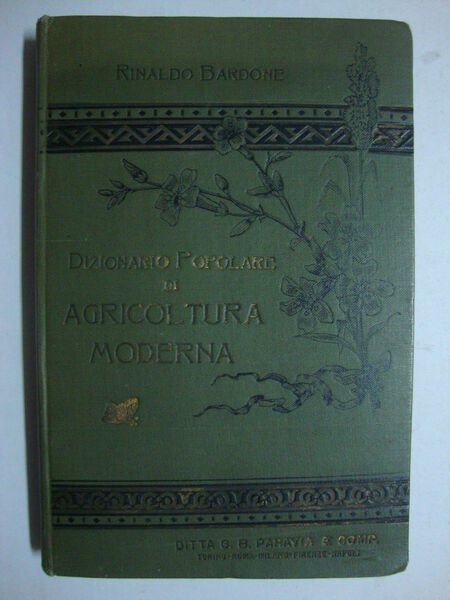 RINALDO BARDONE
DIZIONARIO POPOLARE
DI
AGRICOLTURA
MODERNA
DITTA G. B. PARAVIA E COMP.
TORINO-ROMA-MILANO-FIRENZE-NAPOLI